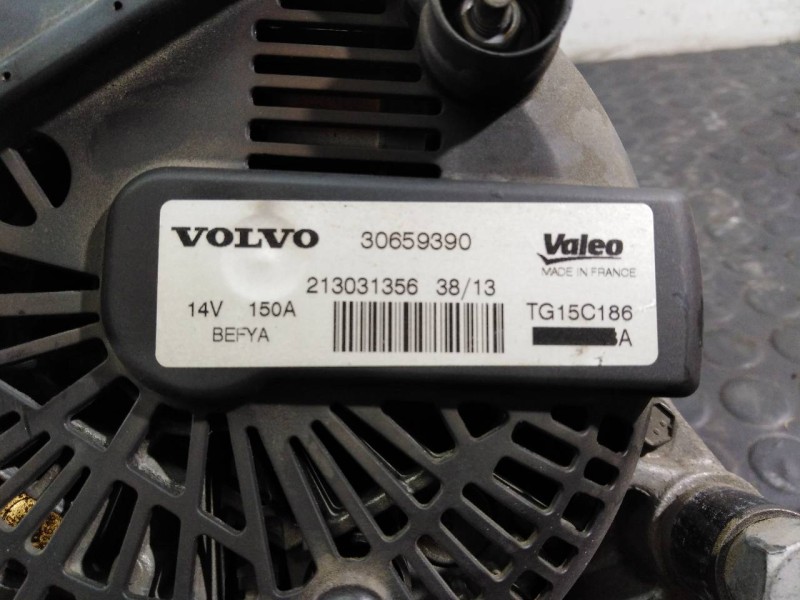 VOLVO 30659390 Valeo
MADE IN FRANCE
213031356 38/13
14V 150A TG15C186
BEFYA